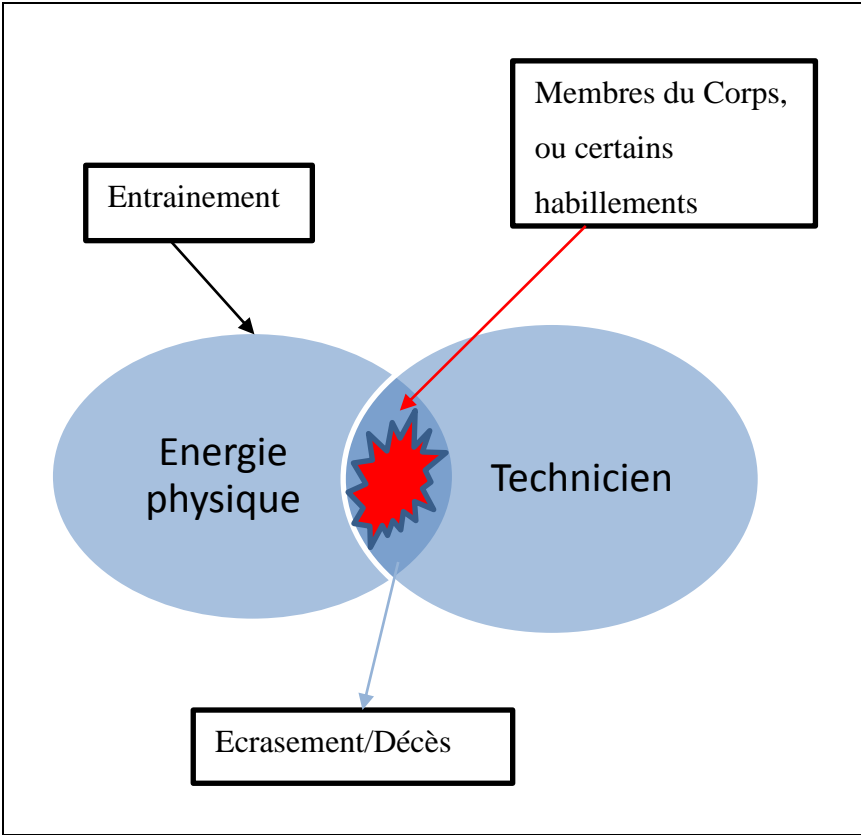 Membres du Corps,
ou certains
habillements
Entrainement
Energie
physique
Technicien
Ecrasement/Décès